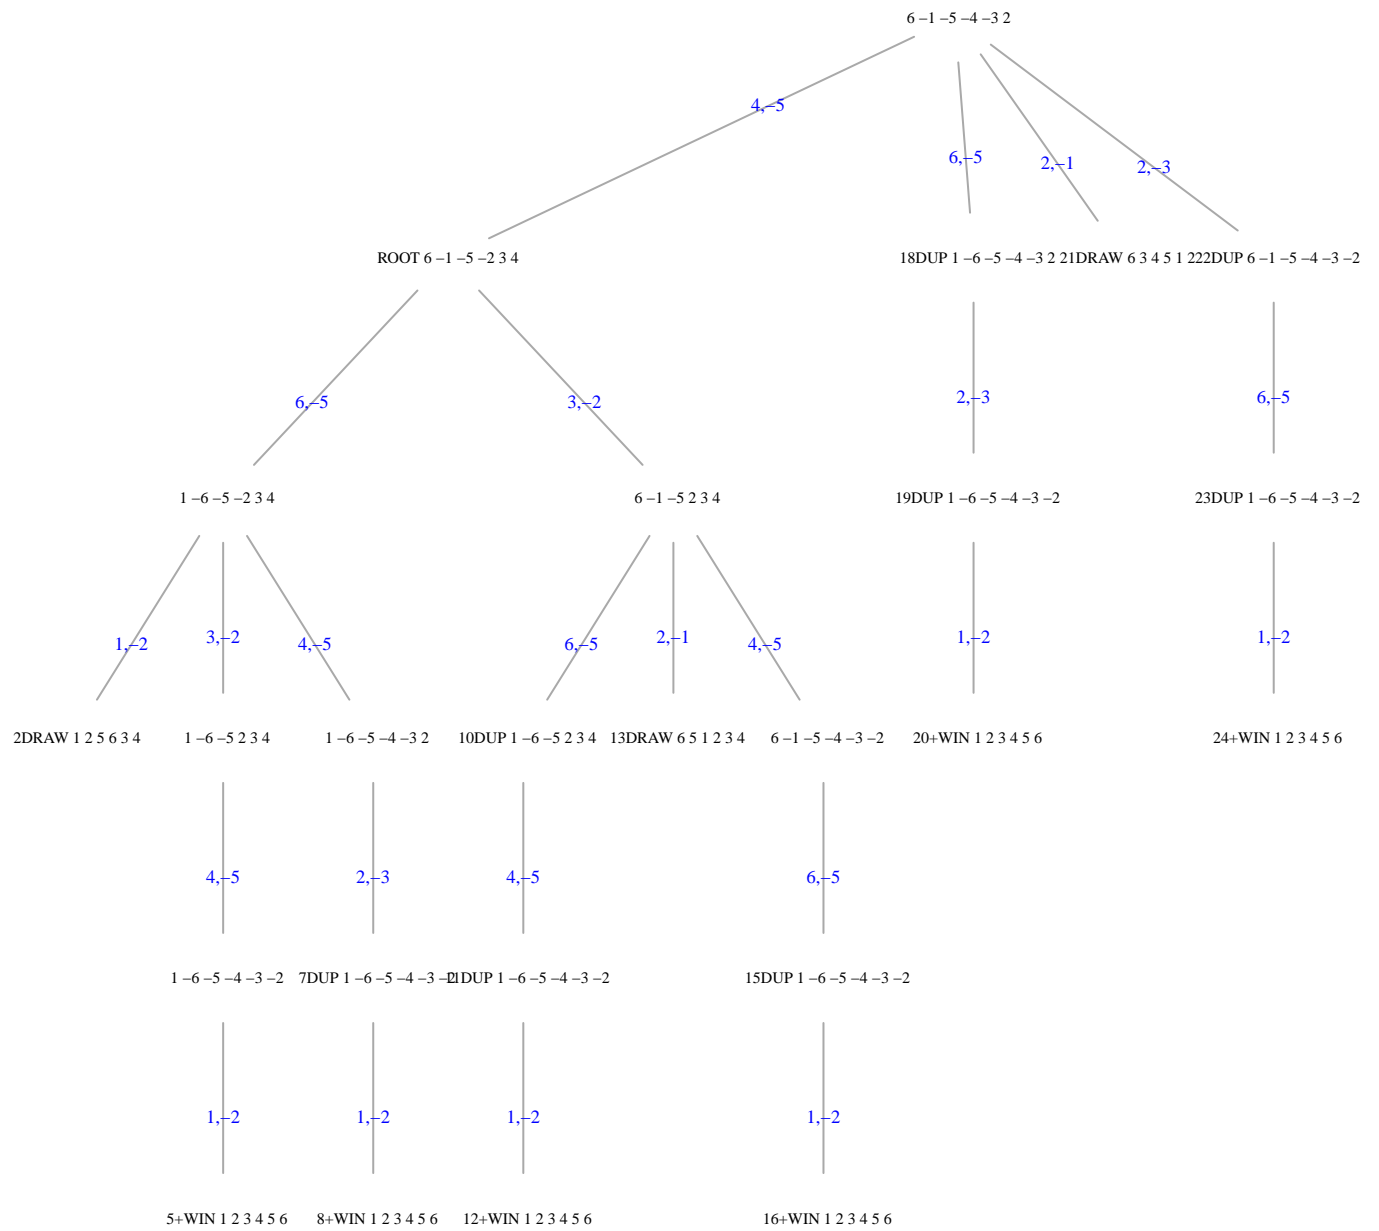 6 –1 –5 –4 –3 2
4,–5
6,–5
2,–1
2,–3
ROOT 6 –1 –5 –2 3 4
18DUP 1 –6 –5 –4 –3 2
21DRAW 6 3 4 5 1 2
22DUP 6 –1 –5 –4 –3 –2
6,–5
3,–2
2,–3
6,–5
1 –6 –5 –2 3 4
6 –1 –5 2 3 4
19DUP 1 –6 –5 –4 –3 –2
23DUP 1 –6 –5 –4 –3 –2
1,–2
3,–2
4,–5
6,–5
2,–1
4,–5
1,–2
1,–2
2DRAW 1 2 5 6 3 4
1 –6 –5 2 3 4
1 –6 –5 –4 –3 2
10DUP 1 –6 –5 2 3 4
13DRAW 6 5 1 2 3 4
6 –1 –5 –4 –3 –2
20+WIN 1 2 3 4 5 6
24+WIN 1 2 3 4 5 6
4,–5
2,–3
4,–5
6,–5
1 –6 –5 –4 –3 –2
7DUP 1 –6 –5 –4 –3 –2
11DUP 1 –6 –5 –4 –3 –2
15DUP 1 –6 –5 –4 –3 –2
1,–2
1,–2
1,–2
1,–2
5+WIN 1 2 3 4 5 6
8+WIN 1 2 3 4 5 6
12+WIN 1 2 3 4 5 6
16+WIN 1 2 3 4 5 6